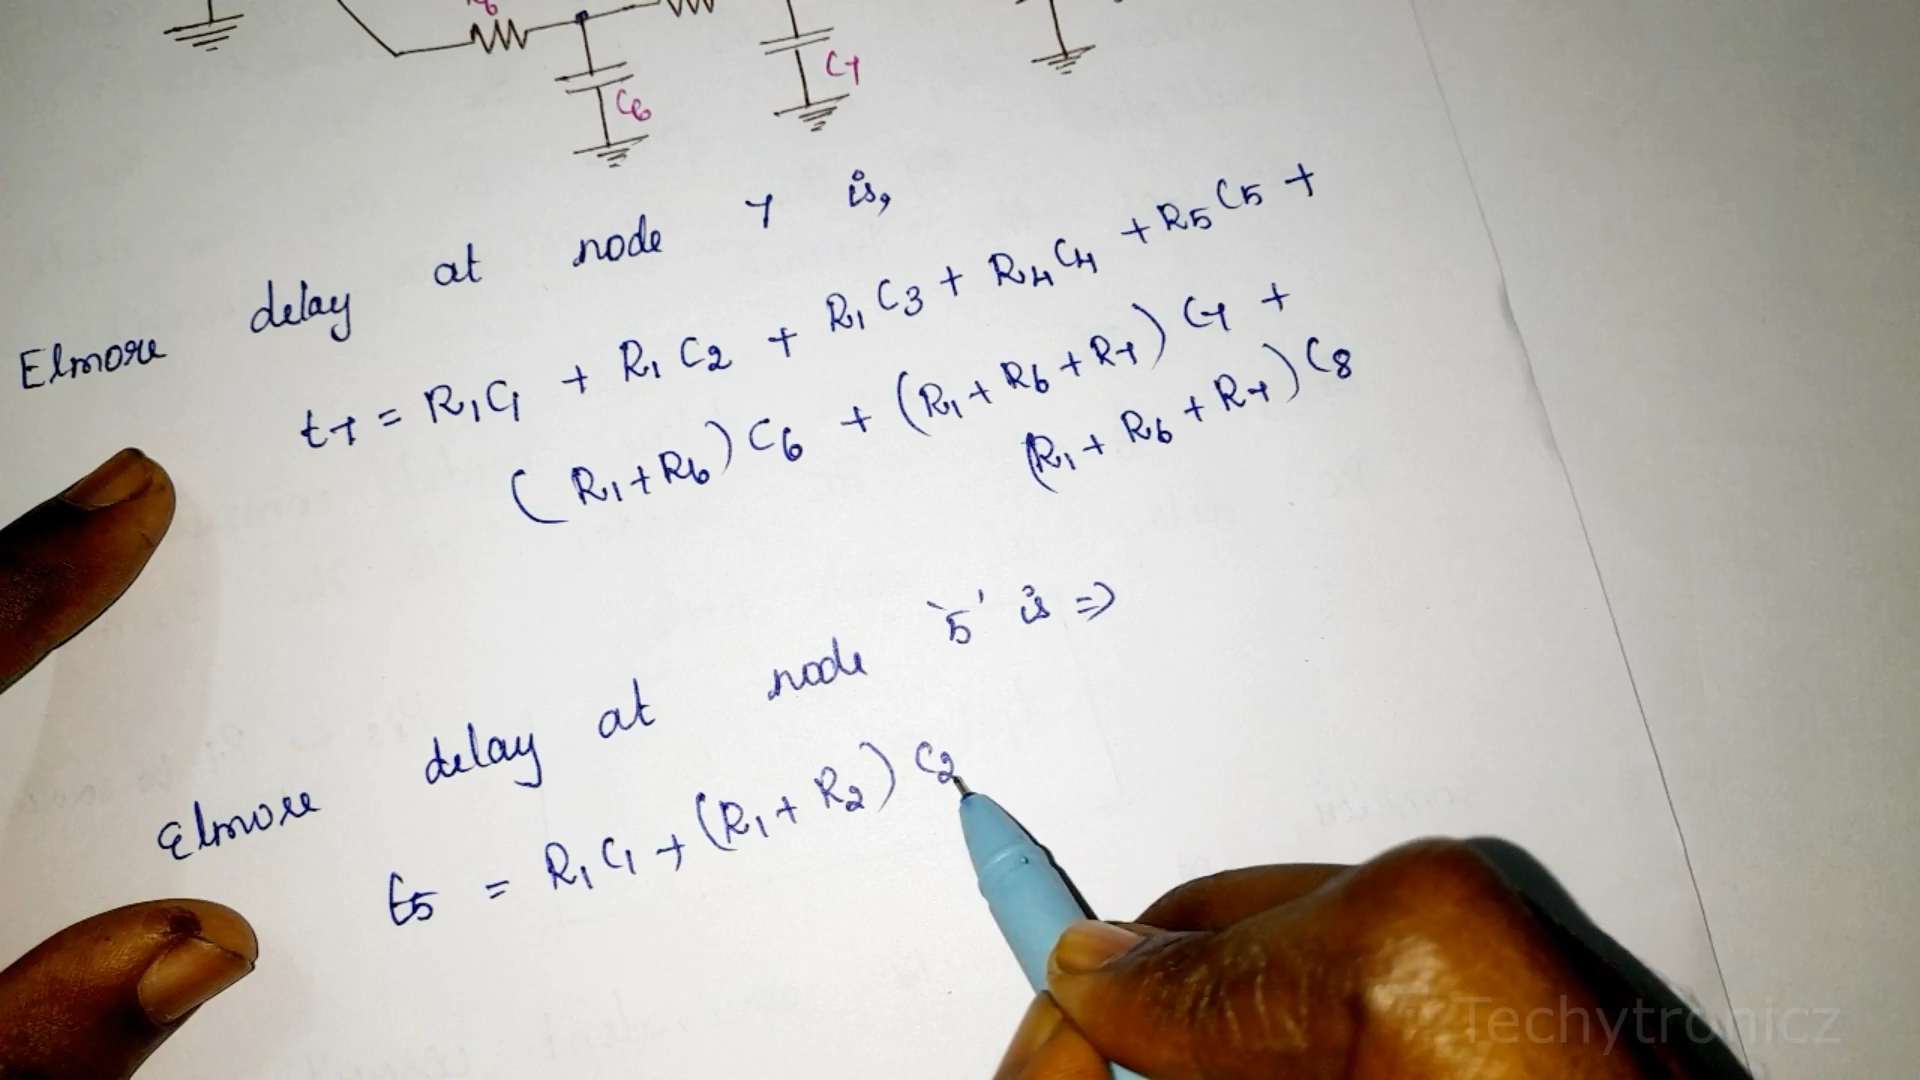 C6
C7
Elmore delay at node 7 is,
t7 = R1C1 + R1C2 + R1C3 + R4C4 + R5C5 +
(R1+R6)C6 + (R1+R6+R7)C7 +
(R1+R6+R7)C8
Elmore delay at node '5' is =>
t5 = R1C1 + (R1+R2)C2
Techytronicz